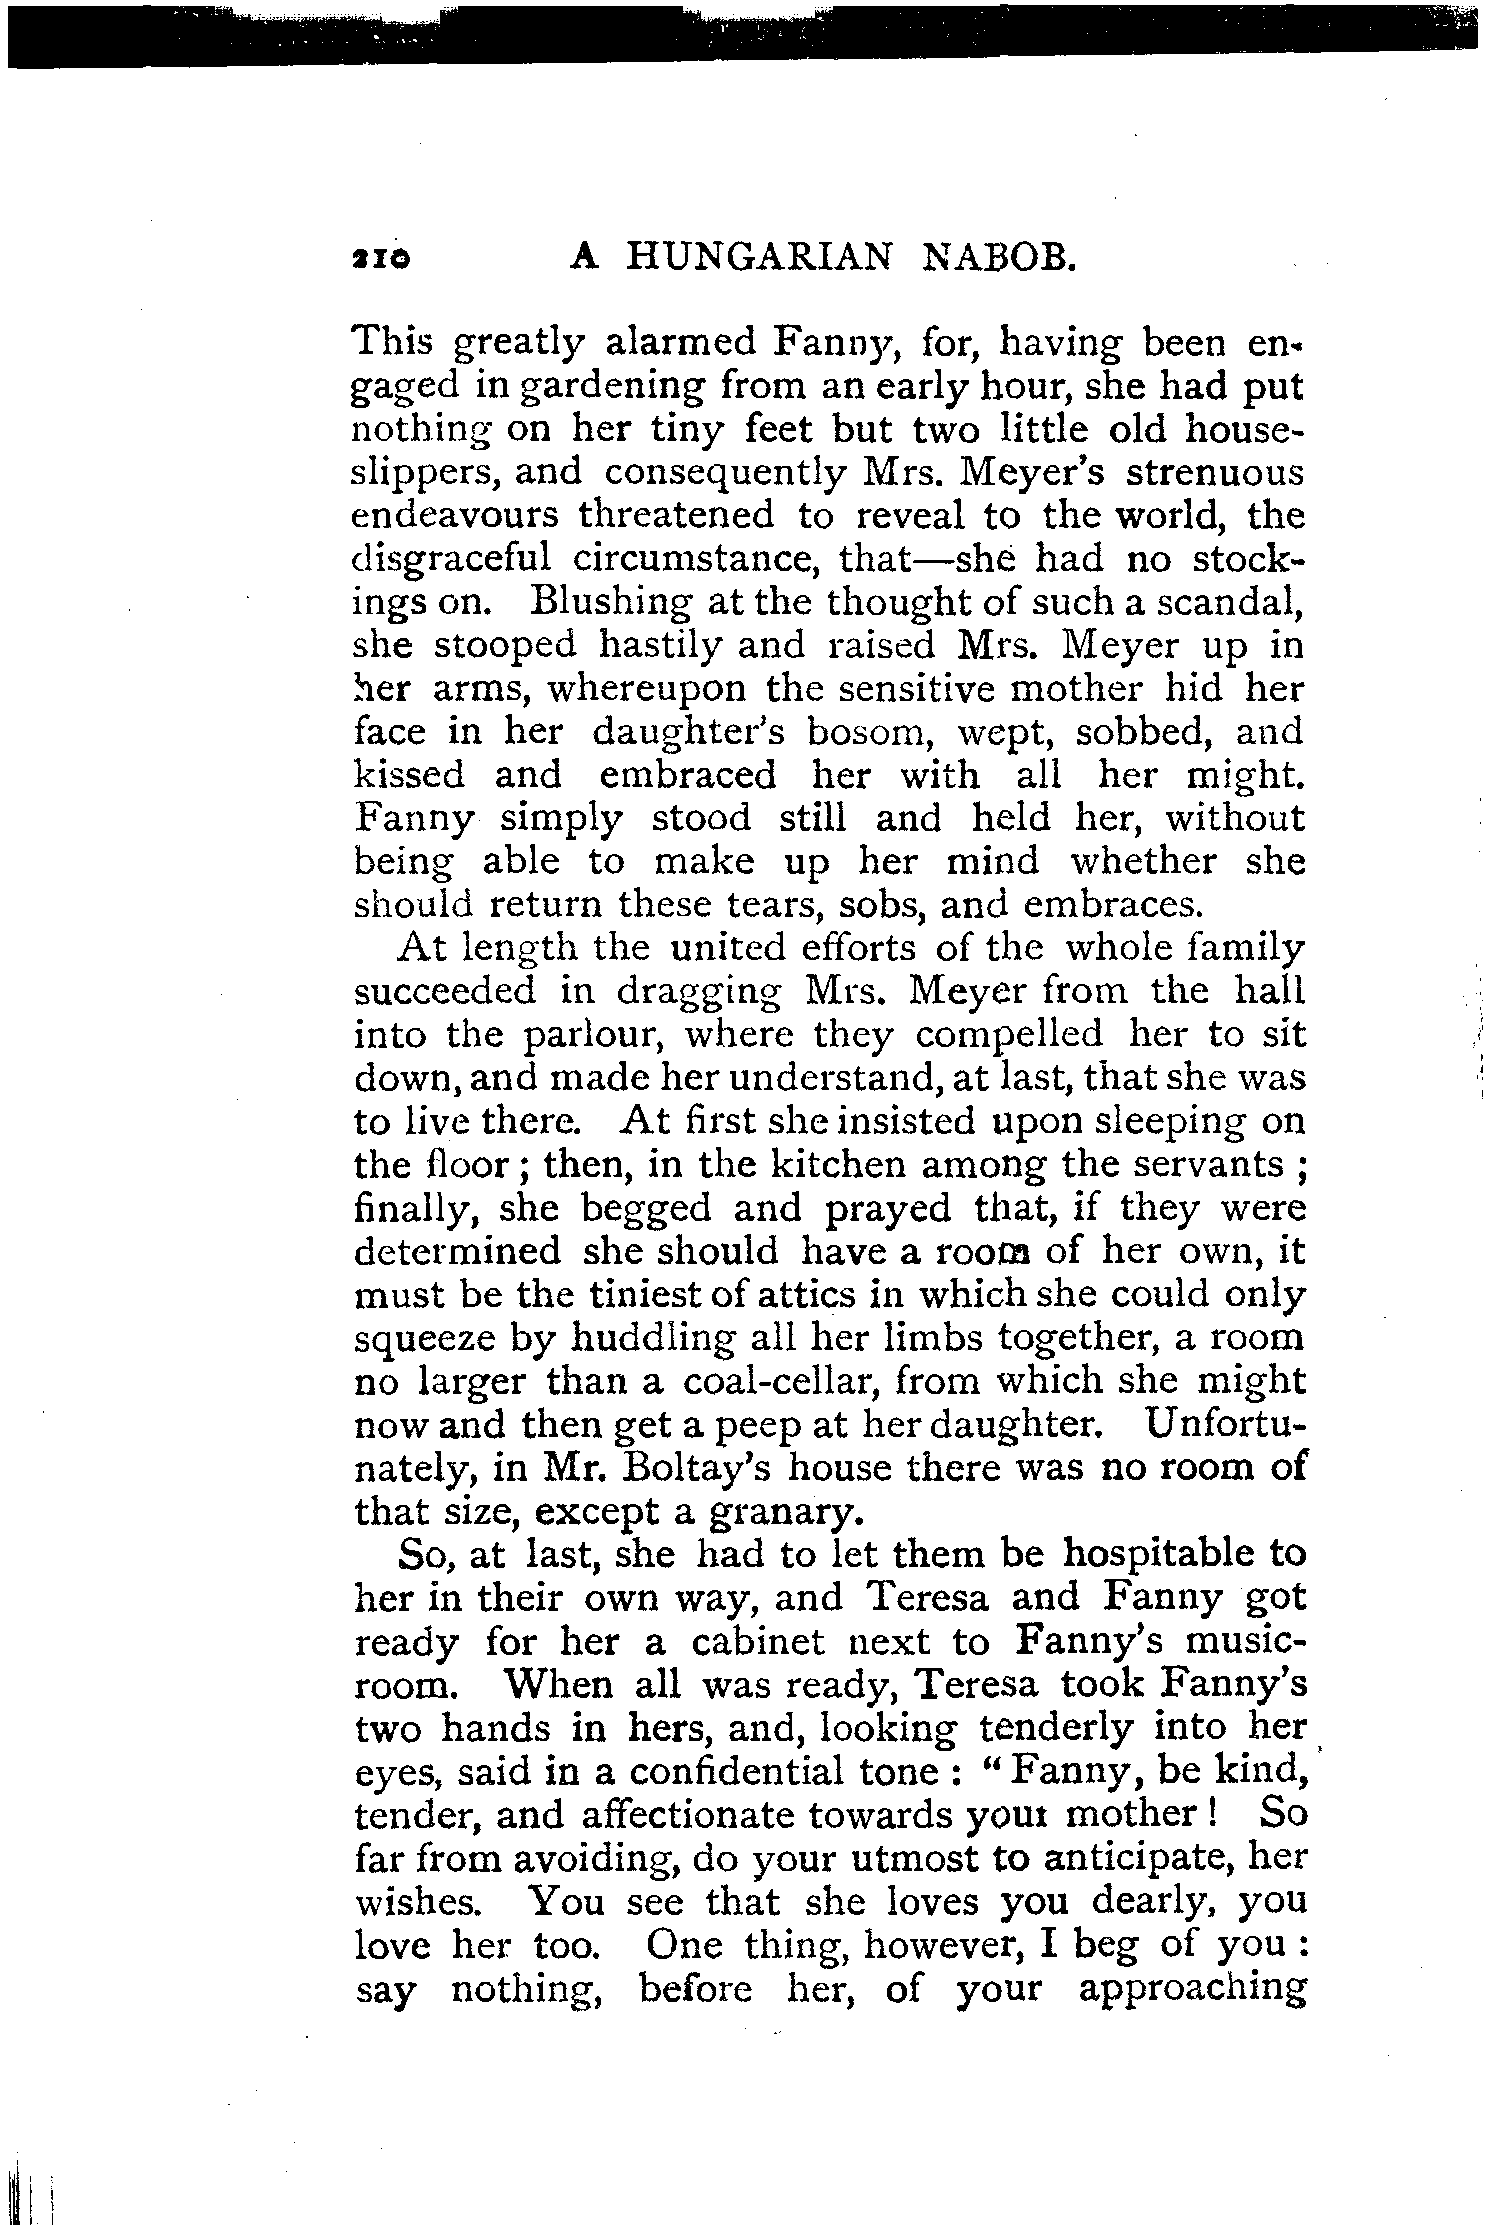 210 A HUNGARIAN NABOB.
This greatly alarmed Fanny, for, having been en-
gaged in gardening from an early hour, she had put
nothing on her tiny feet but two little old house-
slippers, and consequently Mrs. Meyer's strenuous
endeavours threatened to reveal to the world, the
disgraceful circumstance, that—she had no stock-
ings on. Blushing at the thought of such a scandal,
she stooped hastily and raised Mrs. Meyer up in
her arms, whereupon the sensitive mother hid her
face in her daughter's bosom, wept, sobbed, and
kissed and embraced her with all her might.
Fanny simply stood still and held her, without
being able to make up her mind whether she
should return these tears, sobs, and embraces.
At length the united efforts of the whole family
succeeded in dragging Mrs. Meyer from the hall
into the parlour, where they compelled her to sit
down, and made her understand, at last, that she was
to live there. At first she insisted upon sleeping on
the floor ; then, in the kitchen among the servants ;
finally, she begged and prayed that, if they were
determined she should have a room of her own, it
must be the tiniest of attics in which she could only
squeeze by huddling all her limbs together, a room
no larger than a coal-cellar, from which she might
now and then get a peep at her daughter. Unfortu-
nately, in Mr. Boltay's house there was no room of
that size, except a granary.
So, at last, she had to let them be hospitable to
her in their own way, and Teresa and Fanny got
ready for her a cabinet next to Fanny's music-
room. When all was ready, Teresa took Fanny's
two hands in hers, and, looking tenderly into her
eyes, said in a confidential tone : "Fanny, be kind,
tender, and affectionate towards your mother ! So
far from avoiding, do your utmost to anticipate, her
wishes. You see that she loves you dearly, you
love her too. One thing, however, I beg of you :
say nothing, before her, of your approaching